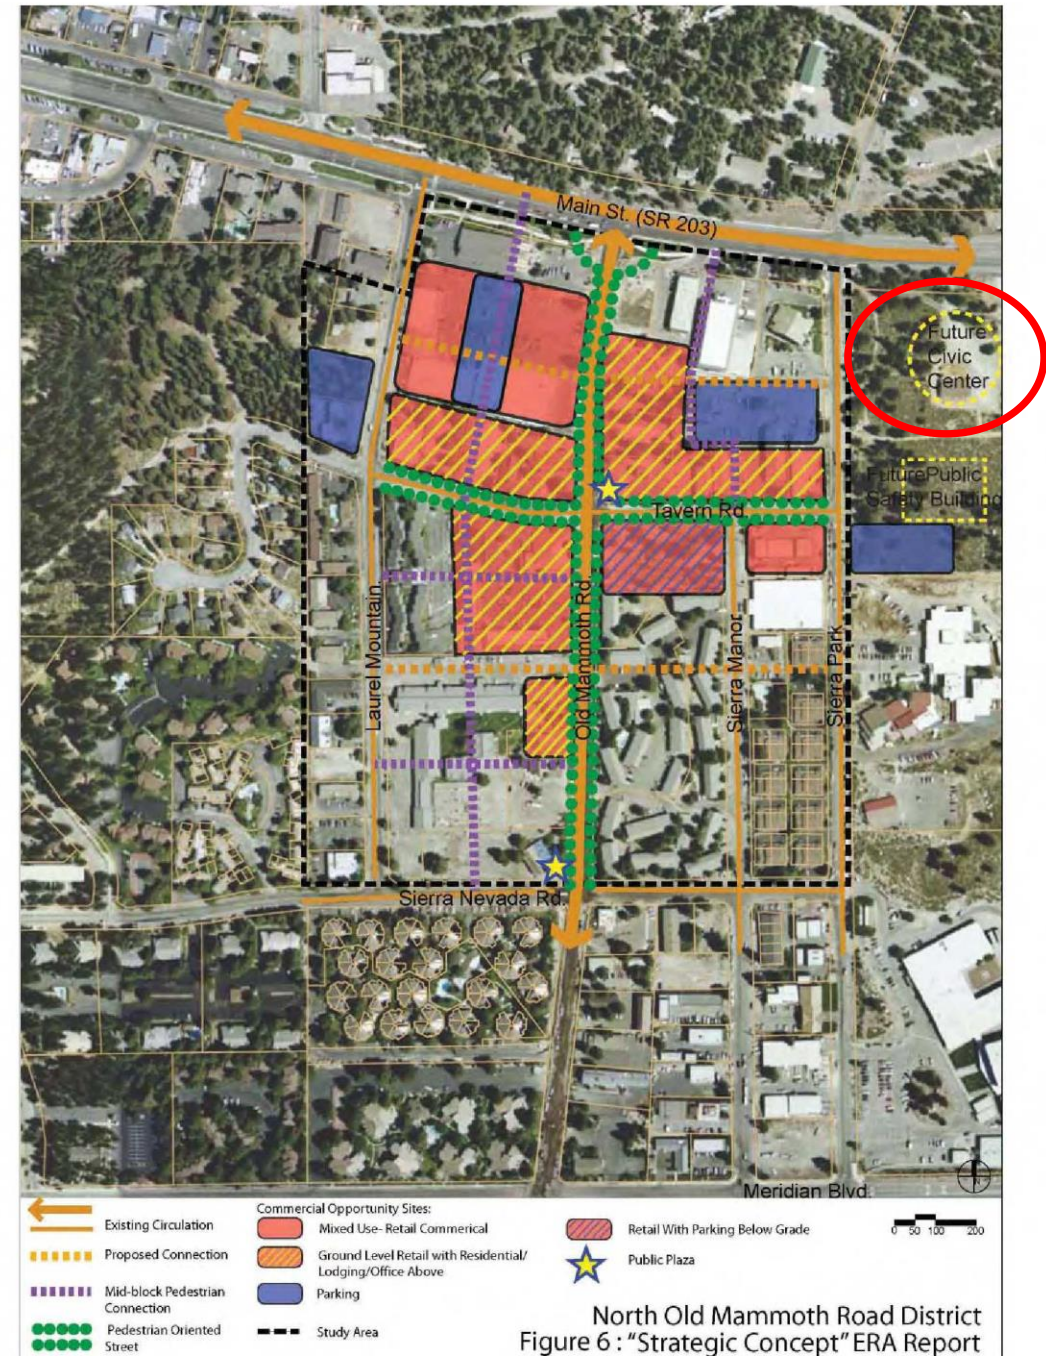 Main St. (SR 203)
Future
Civic
Center
FuturePublic
Safety Building
Tavern Rd.
Laurel Mountain
Old Mammoth Rd.
Sierra Manor
Sierra Park
Sierra Nevada Rd.
Meridian Blvd.
Existing Circulation
Proposed Connection
Mid-block Pedestrian
Connection
Pedestrian Oriented
Street
Commercial Opportunity Sites:
Mixed Use- Retail Commerical
Ground Level Retail with Residential/
Lodging/Office Above
Parking
Study Area
Retail With Parking Below Grade
Public Plaza
0 50 100 200
N
North Old Mammoth Road District
Figure 6 : “Strategic Concept” ERA Report